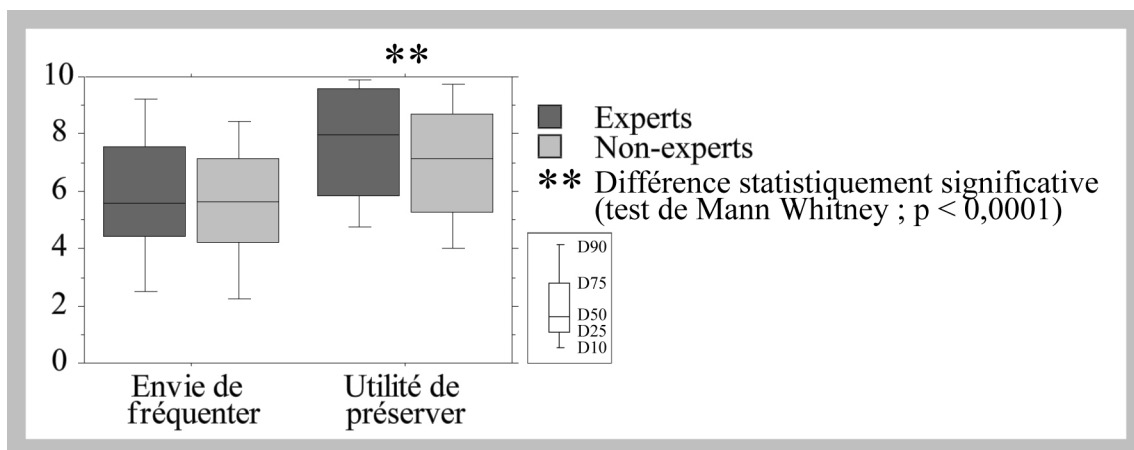 **
10
8
6
4
2
0
Envie de
fréquenter
Utilité de
préserver
Experts
Non-experts
** Différence statistiquement significative
(test de Mann Whitney ; p < 0,0001)
D90
D75
D50
D25
D10